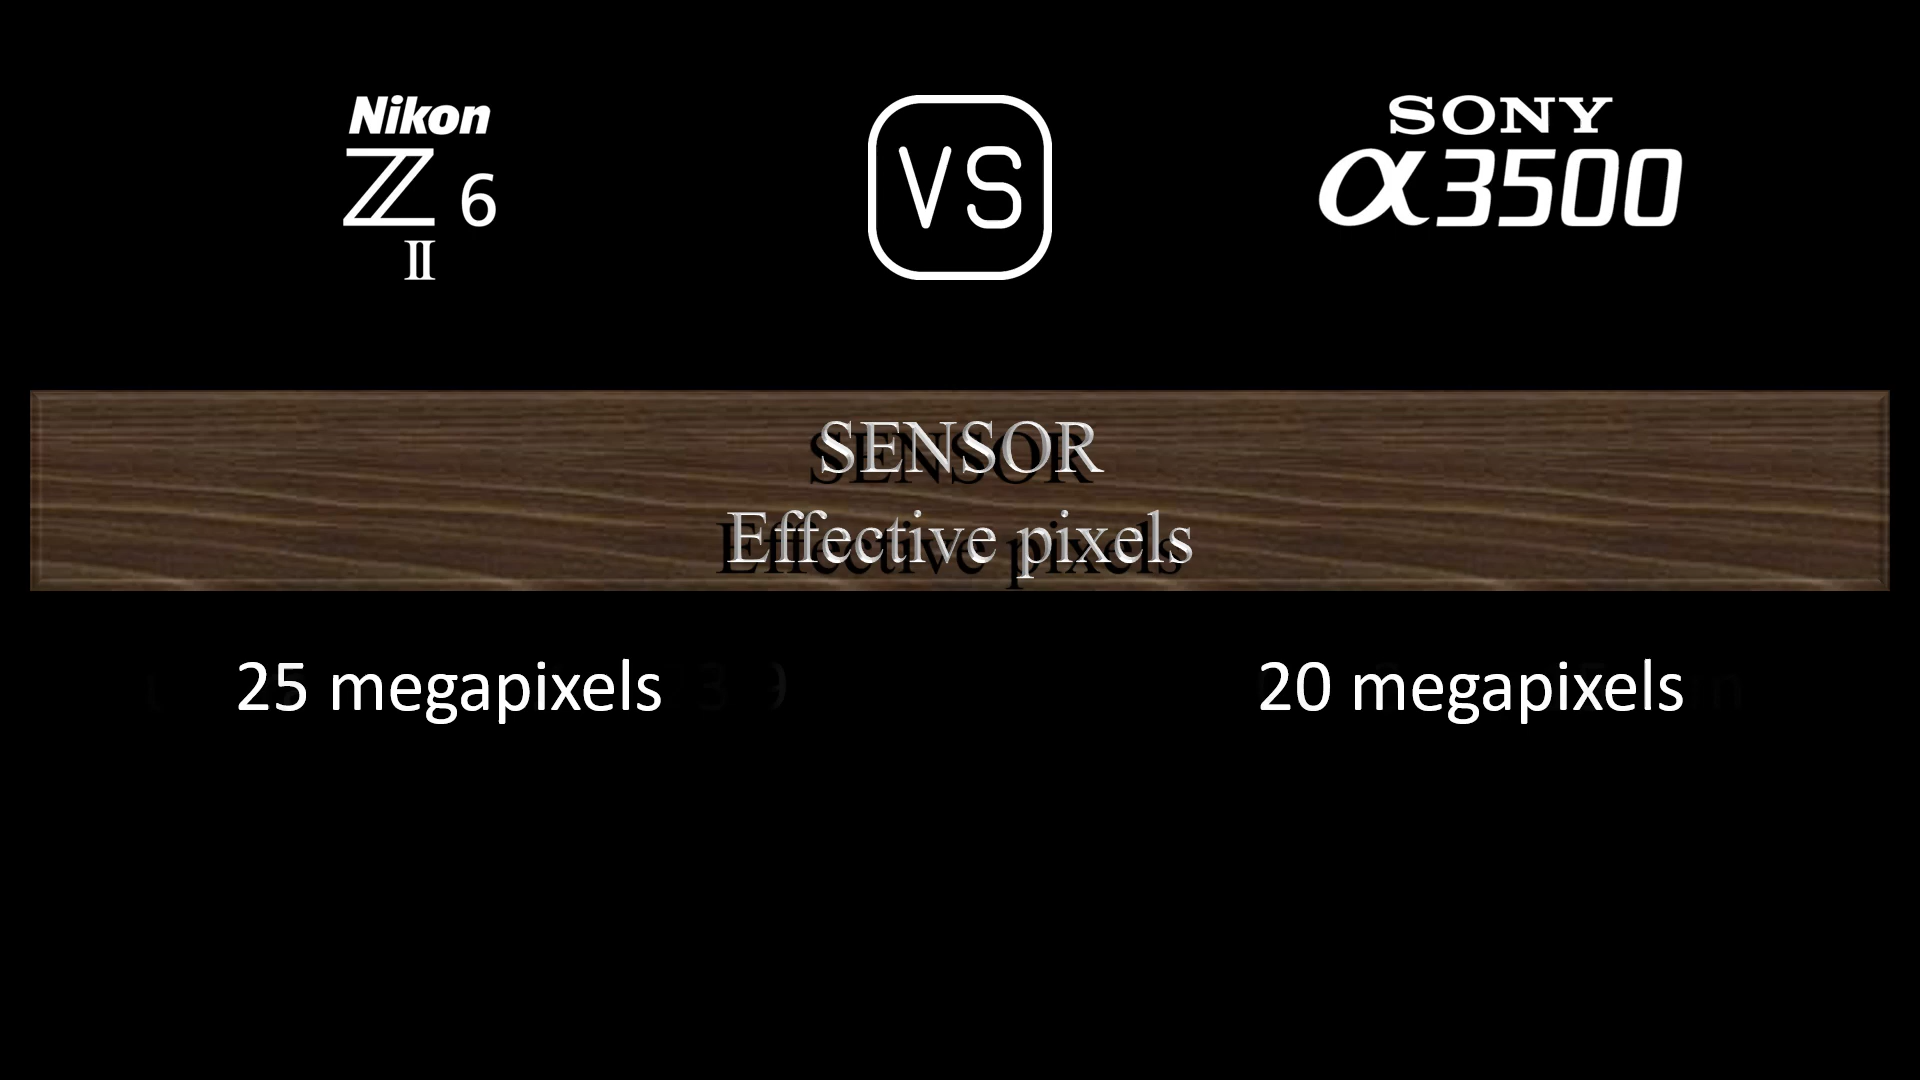 Nikon
Z 6
II
VS
SONY
α3500
SENSOR
Effective pixels
25 megapixels
20 megapixels